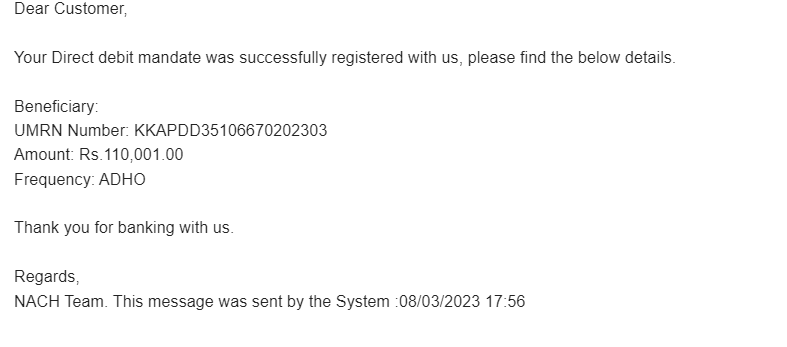 Dear Customer,
Your Direct debit mandate was successfully registered with us, please find the below details.
Beneficiary:
UMRN Number: KKAPDD35106670202303
Amount: Rs.110,001.00
Frequency: ADHO
Thank you for banking with us.
Regards,
NACH Team. This message was sent by the System :08/03/2023 17:56